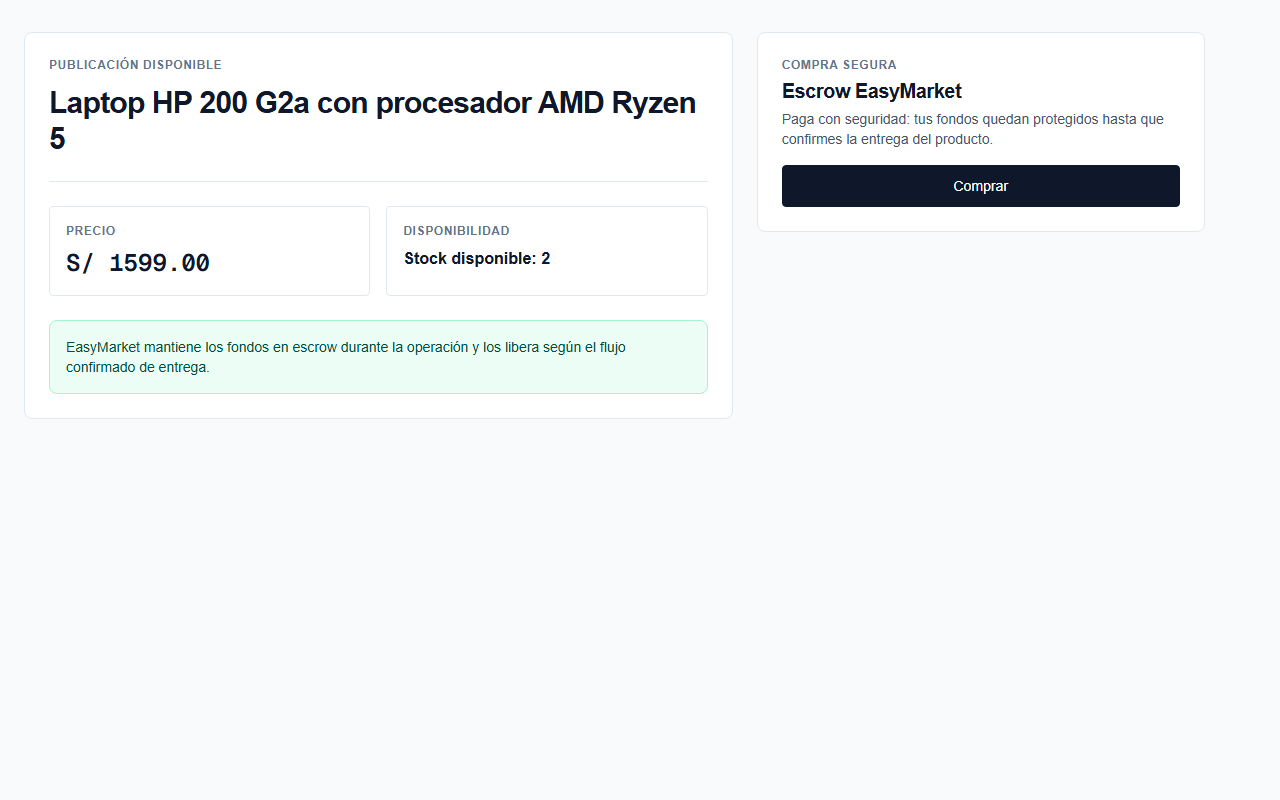 PUBLICACIÓN DISPONIBLE
Laptop HP 200 G2a con procesador AMD Ryzen
5
PRECIO
S/ 1599.00
DISPONIBILIDAD
Stock disponible: 2
EasyMarket mantiene los fondos en escrow durante la operación y los libera según el flujo
confirmado de entrega.
COMPRA SEGURA
Escrow EasyMarket
Paga con seguridad: tus fondos quedan protegidos hasta que
confirmes la entrega del producto.
Comprar